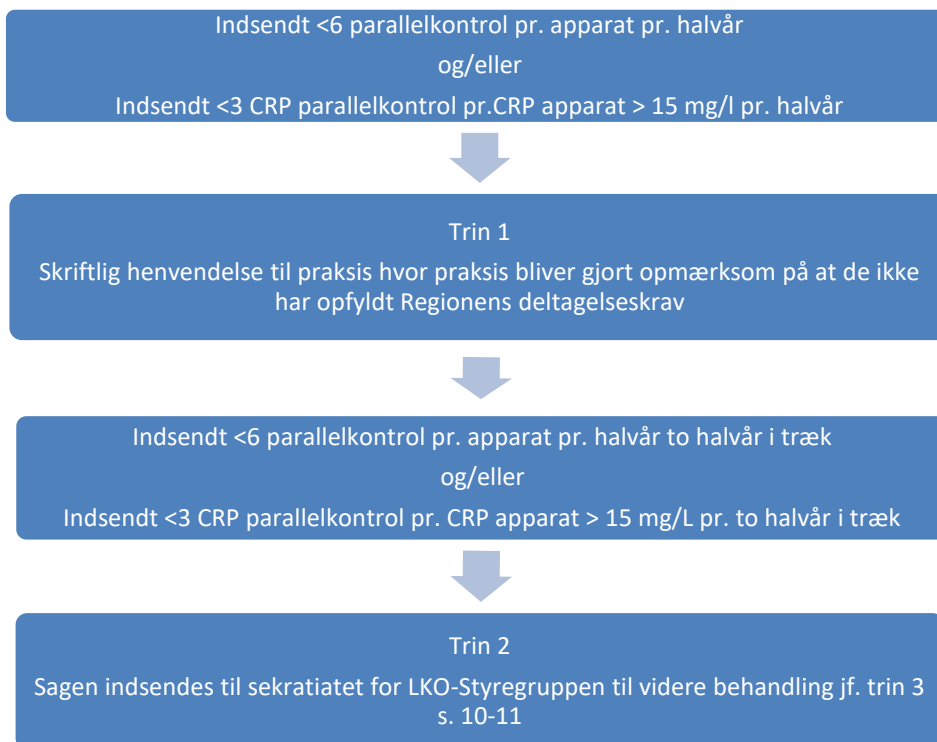 Indsendt <6 parallelkontrol pr. apparat pr. halvår
og/eller
Indsendt <3 CRP parallelkontrol pr.CRP apparat > 15 mg/l pr. halvår
Trin 1
Skriftlig henvendelse til praksis hvor praksis bliver gjort opmærksom på at de ikke
har opfyldt Regionens deltagelseskrav
Indsendt <6 parallelkontrol pr. apparat pr. halvår to halvår i træk
og/eller
Indsendt <3 CRP parallelkontrol pr. CRP apparat > 15 mg/L pr. to halvår i træk
Trin 2
Sagen indsendes til sekratiatet for LKO-Styregruppen til videre behandling jf. trin 3
s. 10-11